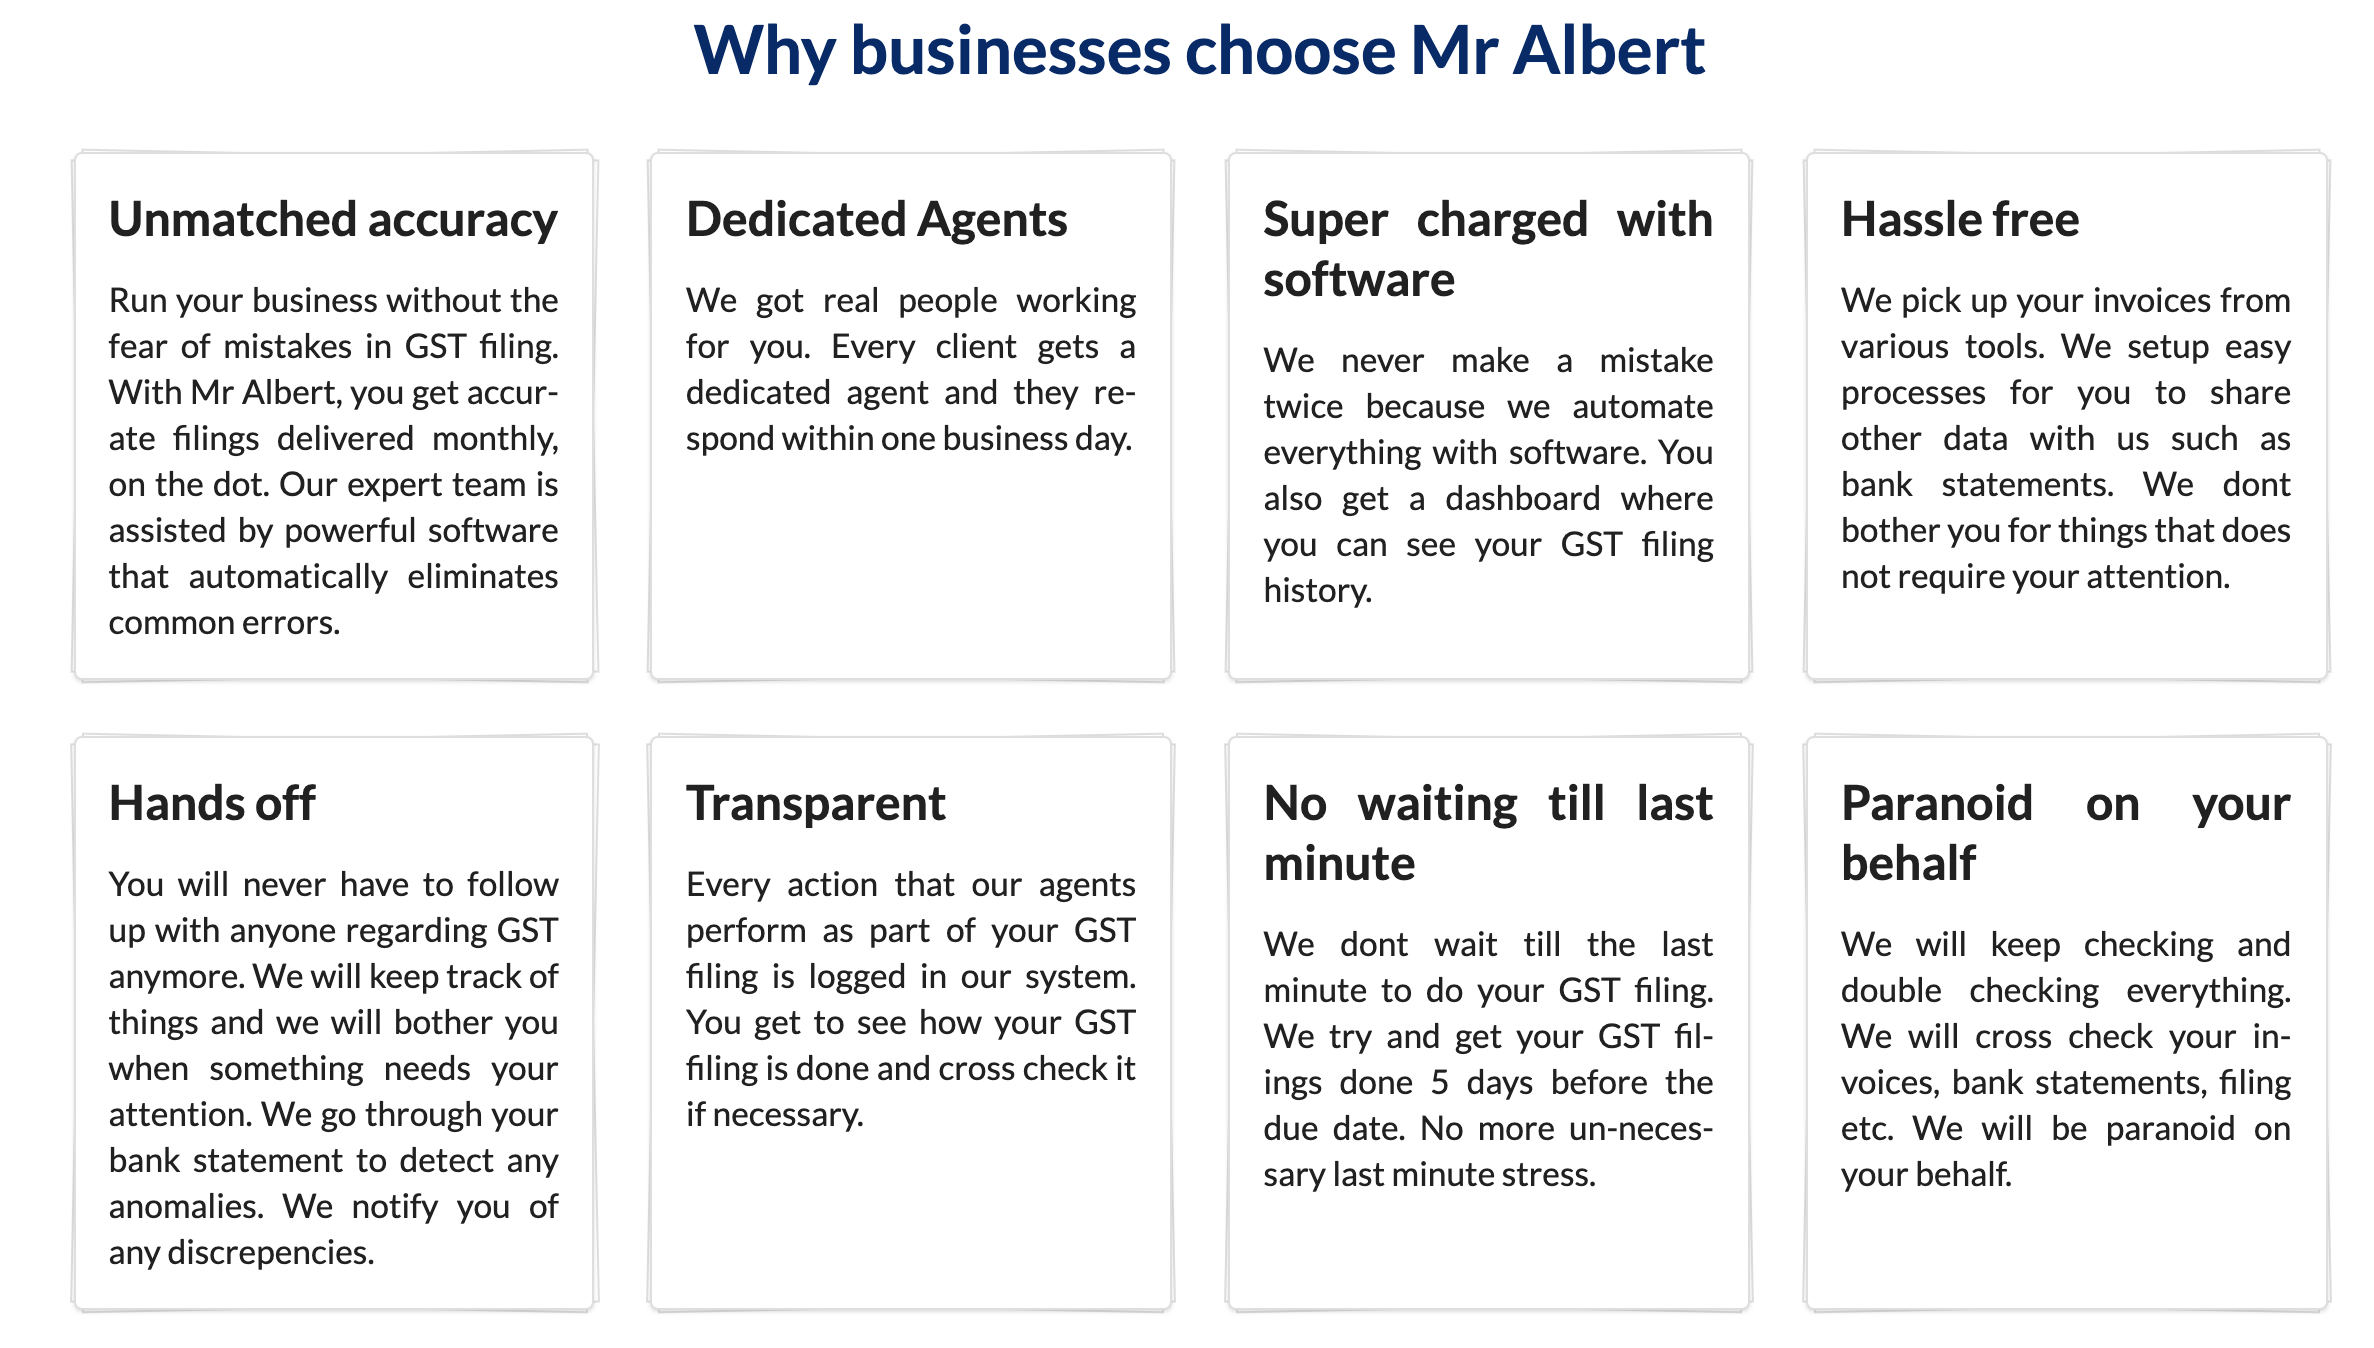 Why businesses choose Mr Albert
Unmatched accuracy
Run your business without the
fear of mistakes in GST filing.
With Mr Albert, you get accur-
ate filings delivered monthly,
on the dot. Our expert team is
assisted by powerful software
that automatically eliminates
common errors.
Dedicated Agents
We got real people working
for you. Every client gets a
dedicated agent and they re-
spond within one business day.
Super charged with
software
We never make a mistake
twice because we automate
everything with software. You
also get a dashboard where
you can see your GST filing
history.
Hassle free
We pick up your invoices from
various tools. We setup easy
processes for you to share
other data with us such as
bank statements. We dont
bother you for things that does
not require your attention.
Hands off
You will never have to follow
up with anyone regarding GST
anymore. We will keep track of
things and we will bother you
when something needs your
attention. We go through your
bank statement to detect any
anomalies. We notify you of
any discrepencies.
Transparent
Every action that our agents
perform as part of your GST
filing is logged in our system.
You get to see how your GST
filing is done and cross check it
if necessary.
No waiting till last
minute
We dont wait till the last
minute to do your GST filing.
We try and get your GST fil-
ings done 5 days before the
due date. No more un-neces-
sary last minute stress.
Paranoid on your
behalf
We will keep checking and
double checking everything.
We will cross check your in-
voices, bank statements, filing
etc. We will be paranoid on
your behalf.